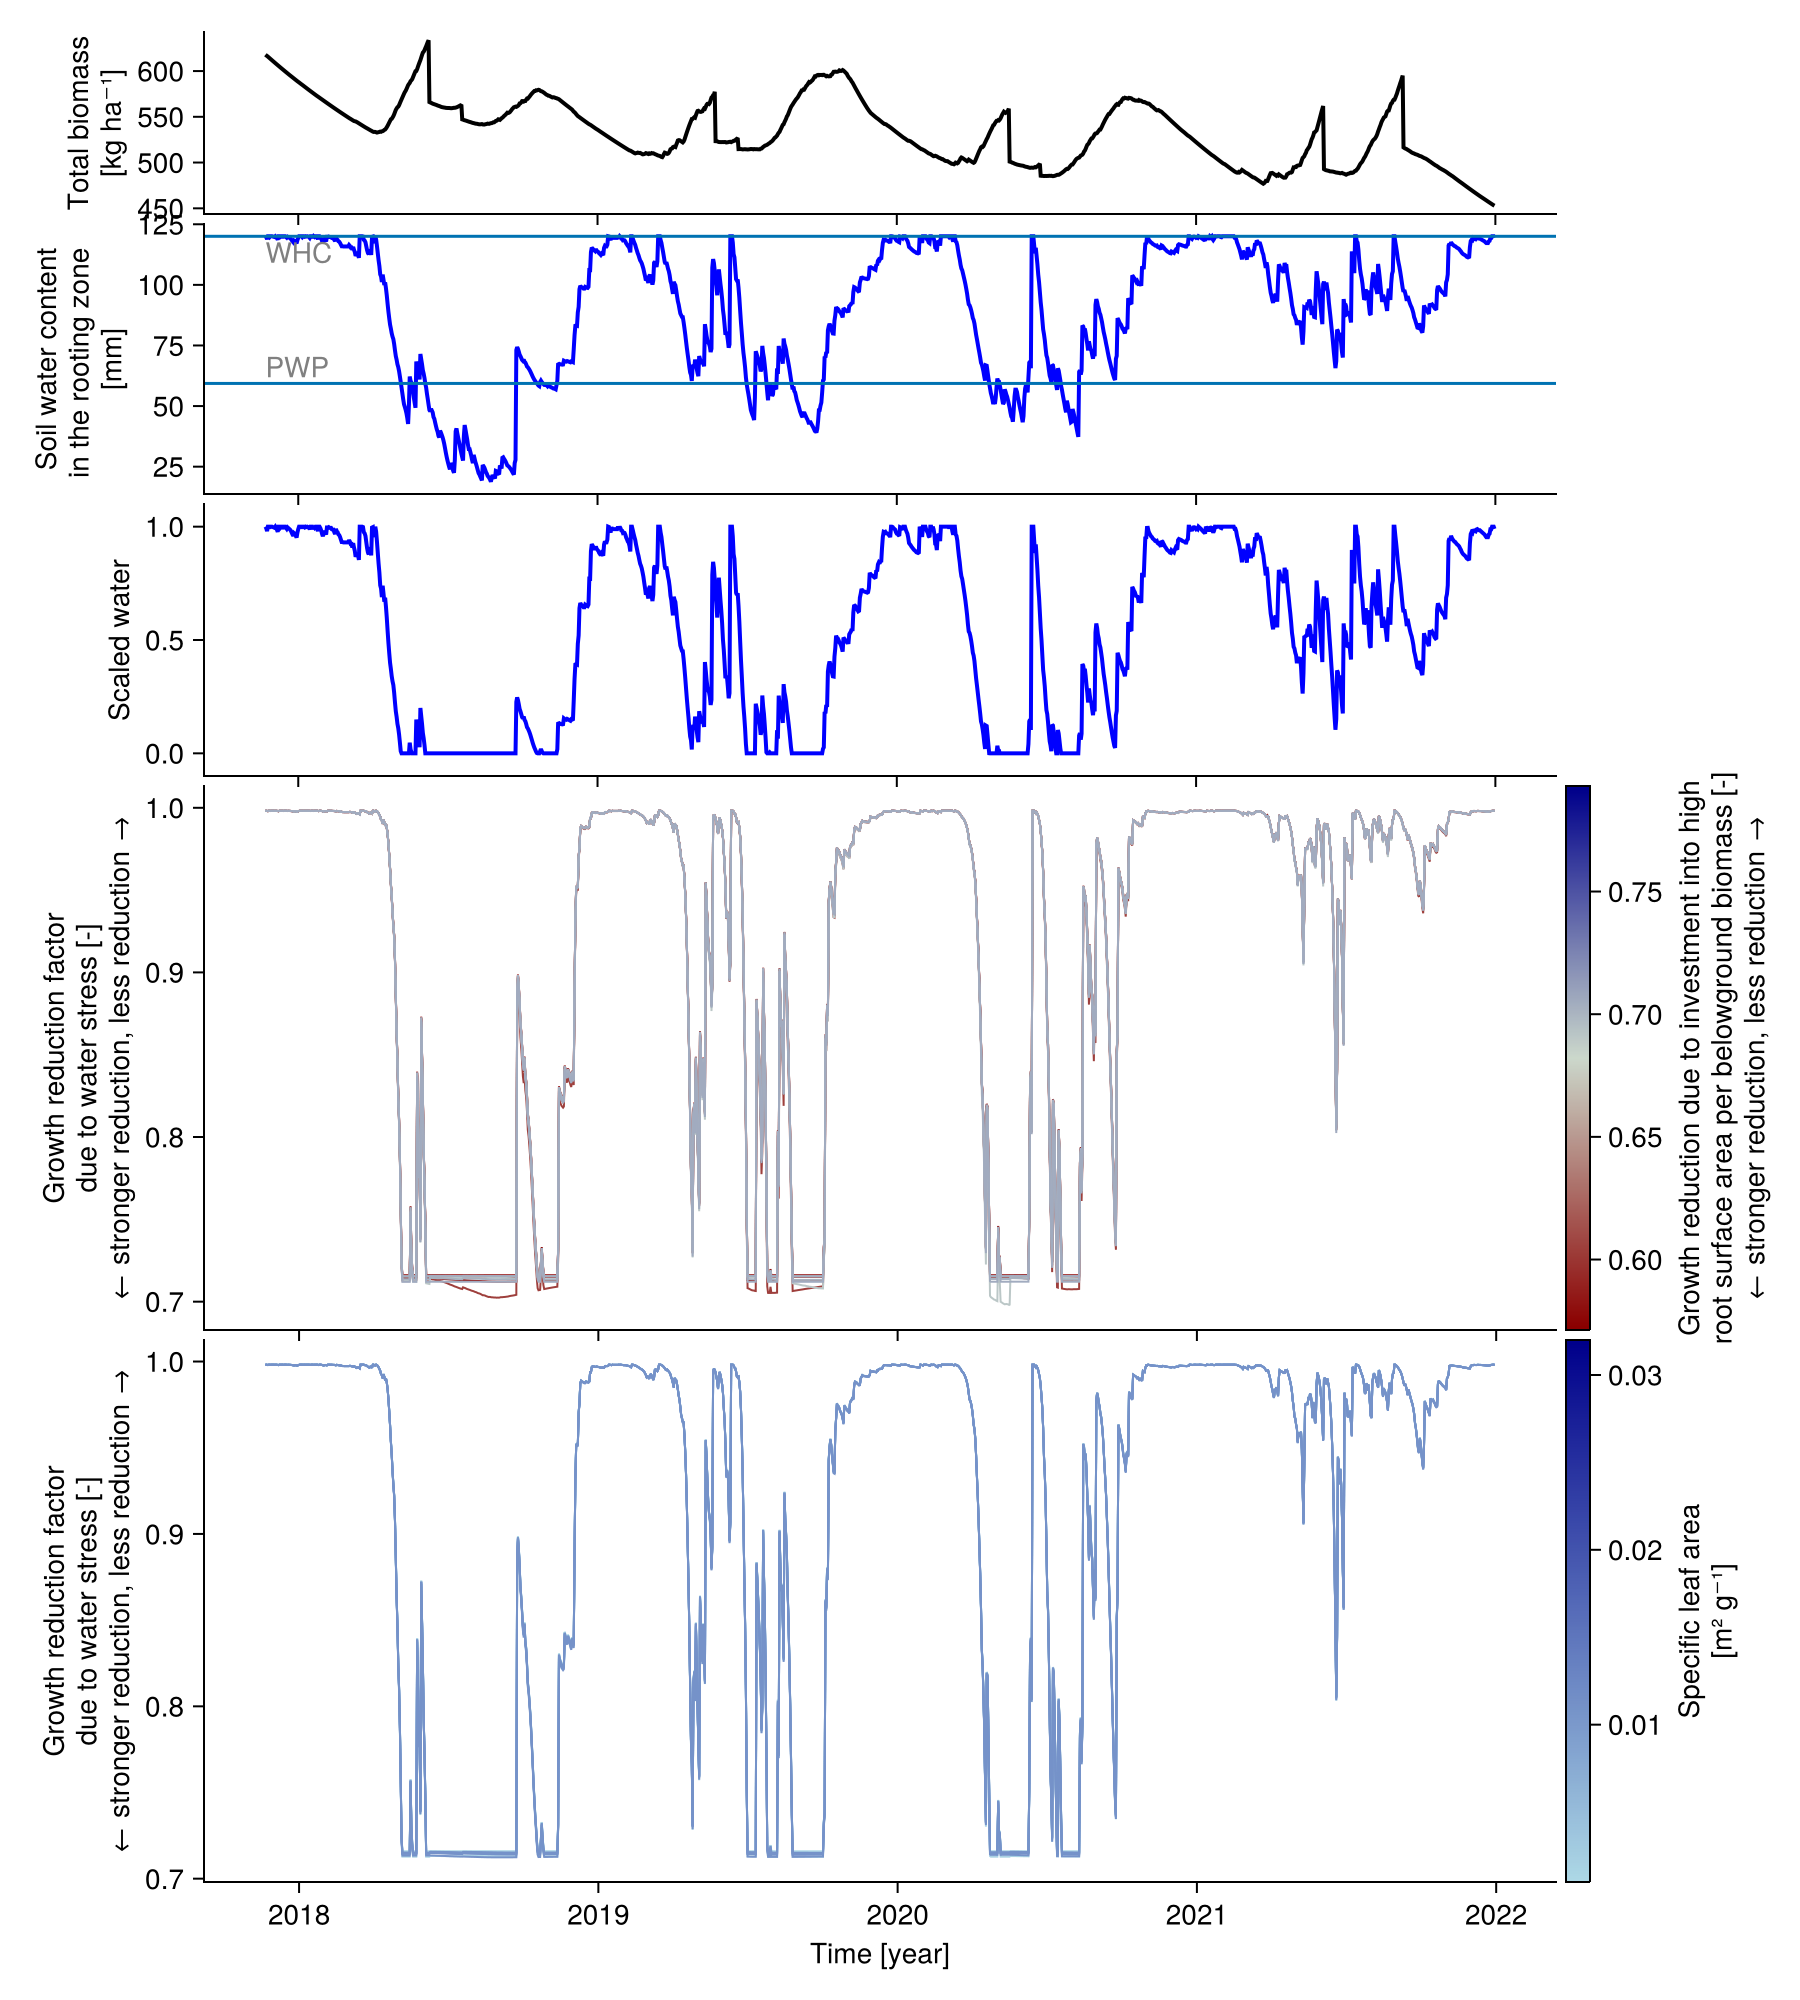 Total biomass
[kg ha⁻¹]
600
550
500
450
Soil water content
in the rooting zone
[mm]
125
100
75
50
25
WHC
PWP
Scaled water
1.0
0.5
0.0
Growth reduction factor
due to water stress [-]
← stronger reduction, less reduction →
1.0
0.9
0.8
0.7
0.75
0.70
0.65
0.60
Growth reduction due to investment into high
root surface area per belowground biomass [-]
← stronger reduction, less reduction →
Growth reduction factor
due to water stress [-]
← stronger reduction, less reduction →
1.0
0.9
0.8
0.7
0.03
0.02
0.01
Specific leaf area
[m² g⁻¹]
2018
2019
2020
2021
2022
Time [year]